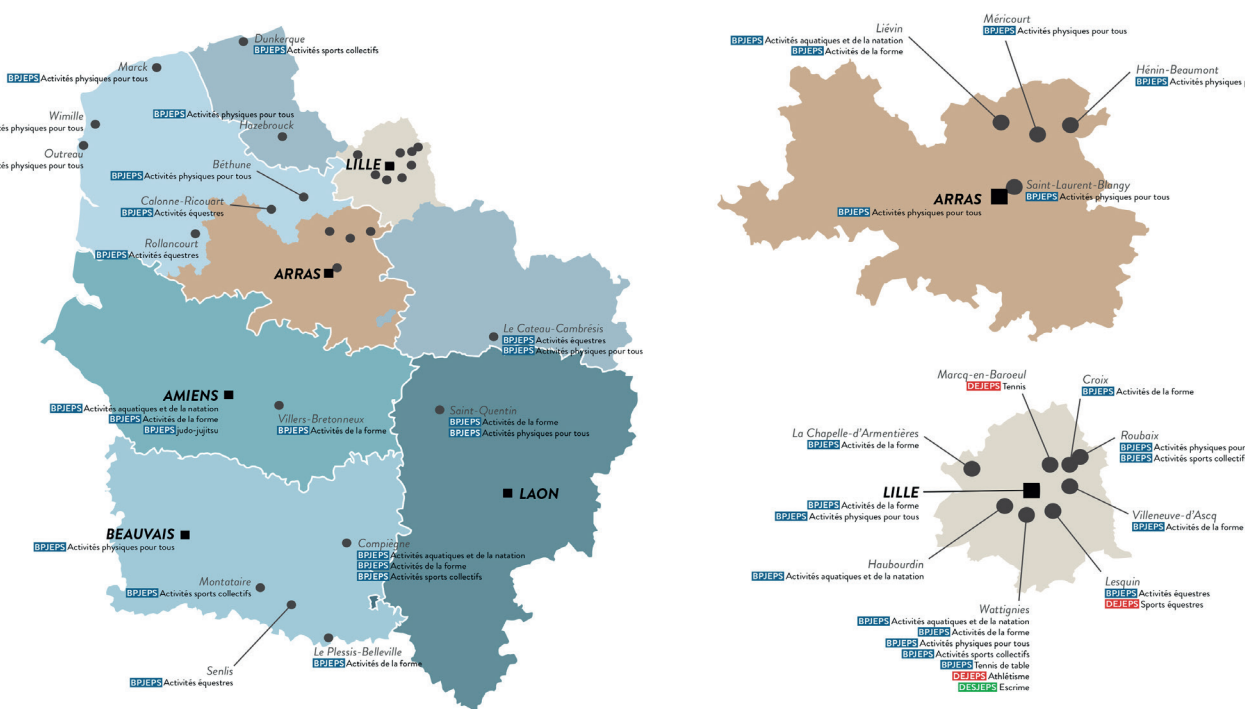 Dunkerque
BPJEPS Activités sports collectifs
Marck
BPJEPS Activités physiques pour tous
Wimille
tés physiques pour tous
Outreau
és physiques pour tous
BPJEPS Activités physiques pour tous
Hazebrouck
Béthune
BPJEPS Activités physiques pour tous
Calonne-Ricouart
BPJEPS Activités équestres
Rollancourt
BPJEPS Activités équestres
LILLE
ARRAS
Le Cateau-Cambrésis
BPJEPS Activités équestres
BPJEPS Activités physiques pour tous
AMIENS
BPJEPS Activités aquatiques et de la natation
BPJEPS Activités de la forme
BPJEPS judo-jujitsu
Villers-Bretonneux
BPJEPS Activités de la forme
Saint-Quentin
BPJEPS Activités de la forme
BPJEPS Activités physiques pour tous
LAON
BEAUVAIS
BPJEPS Activités physiques pour tous
Compiègne
BPJEPS Activités aquatiques et de la natation
BPJEPS Activités de la forme
BPJEPS Activités sports collectifs
Montataire
BPJEPS Activités sports collectifs
Le Plessis-Belleville
BPJEPS Activités de la forme
Senlis
BPJEPS Activités équestres
Liévin
BPJEPS Activités aquatiques et de la natation
BPJEPS Activités de la forme
Méricourt
BPJEPS Activités physiques pour tous
Hénin-Beaumont
BPJEPS Activités physiques
Saint-Laurent-Blangy
BPJEPS Activités physiques pour tous
ARRAS
BPJEPS Activités physiques pour tous
Marcq-en-Baroeul
DEJEPS Tennis
Croix
BPJEPS Activités de la forme
La Chapelle-d'Armentières
BPJEPS Activités de la forme
Roubaix
BPJEPS Activités physiques pour
BPJEPS Activités sports collectif
LILLE
BPJEPS Activités de la forme
BPJEPS Activités physiques pour tous
Villeneuve-d'Ascq
BPJEPS Activités de la forme
Haubourdin
BPJEPS Activités aquatiques et de la natation
Lesquin
BPJEPS Activités équestres
DEJEPS Sports équestres
Wattignies
BPJEPS Activités aquatiques et de la natation
BPJEPS Activités de la forme
BPJEPS Activités physiques pour tous
BPJEPS Activités sports collectifs
BPJEPS Tennis de table
DEJEPS Athlétisme
DESJEPS Escrime